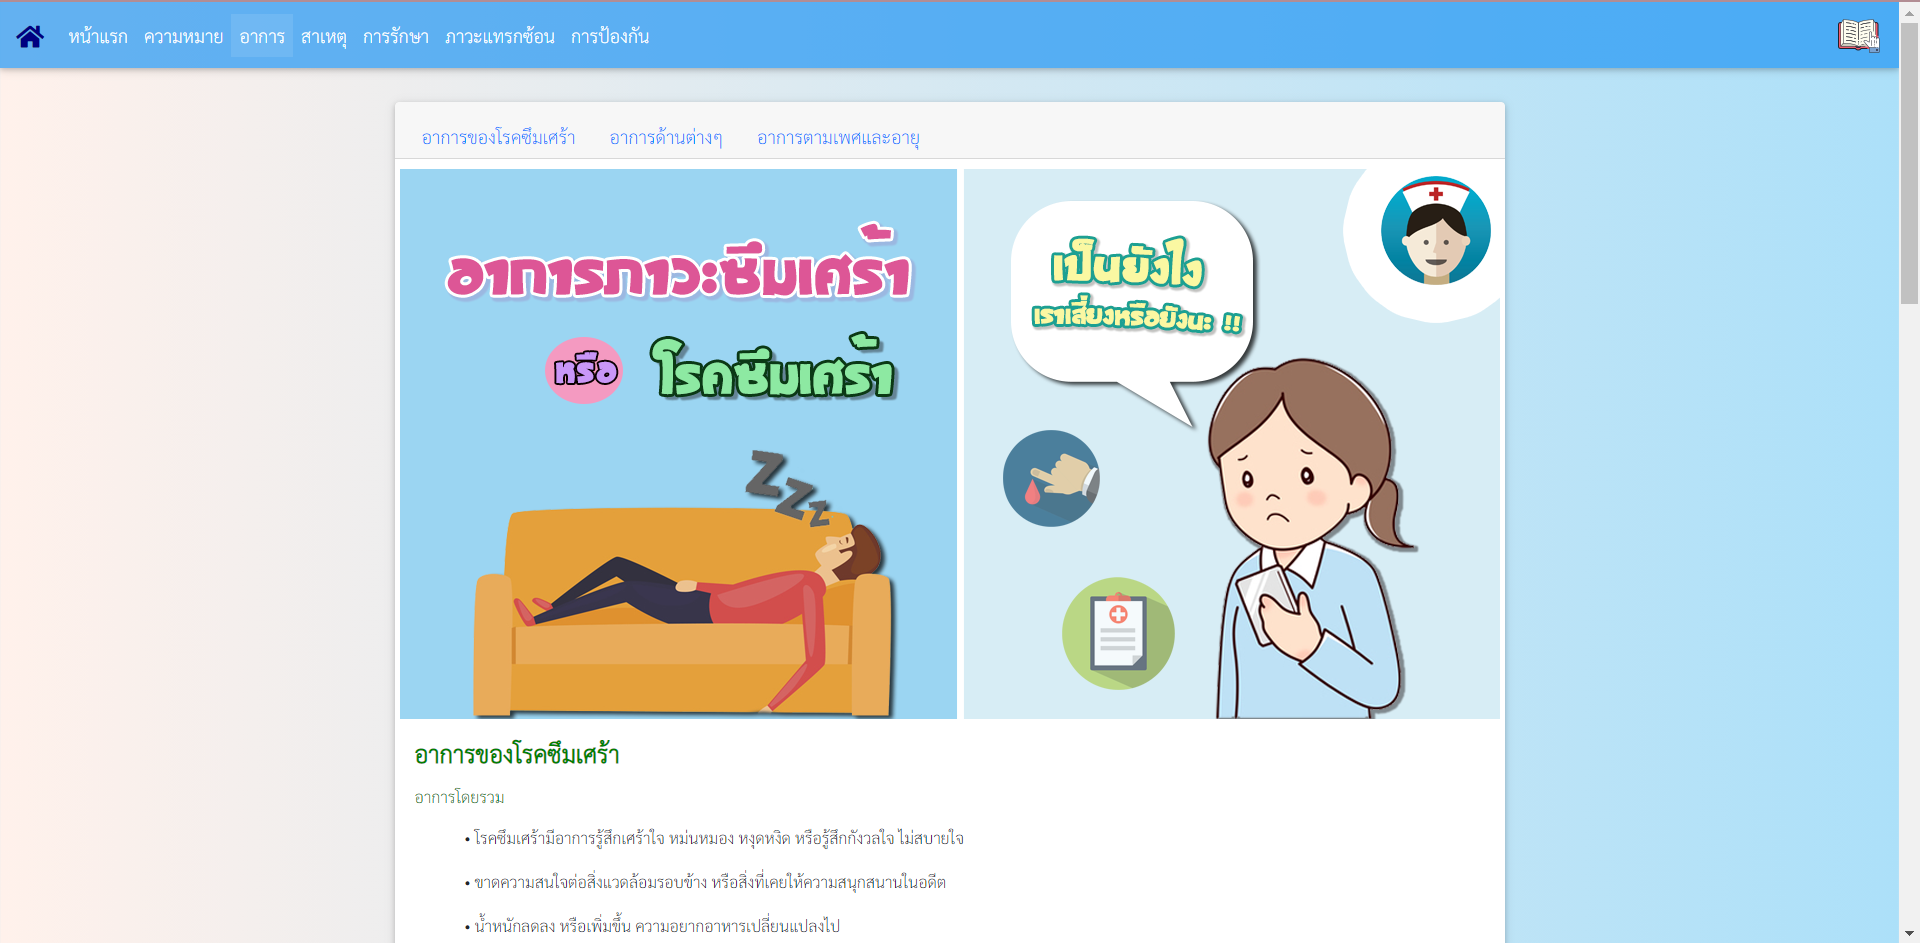 หน้าแรก ความหมาย อาการ สาเหตุ การรักษา ภาวะแทรกซ้อน การป้องกัน
อาการของโรคซึมเศร้า อาการด้านต่างๆ อาการตามเพศและอายุ
อาการภาวะซึมเศร้า
หรือ โรคซึมเศร้า
Z Z Z
เป็นยังไง
เราเสี่ยงหรือยังนะ !!
อาการของโรคซึมเศร้า
อาการโดยรวม
• โรคซึมเศร้ามีอาการรู้สึกเศร้าใจ หม่นหมอง หงุดหงิด หรือรู้สึกกังวลใจ ไม่สบายใจ
• ขาดความสนใจต่อสิ่งแวดล้อมรอบข้าง หรือสิ่งที่เคยให้ความสนุกสนานในอดีต
• น้ำหนักลดลง หรือเพิ่มขึ้น ความอยากอาหารเปลี่ยนแปลงไป